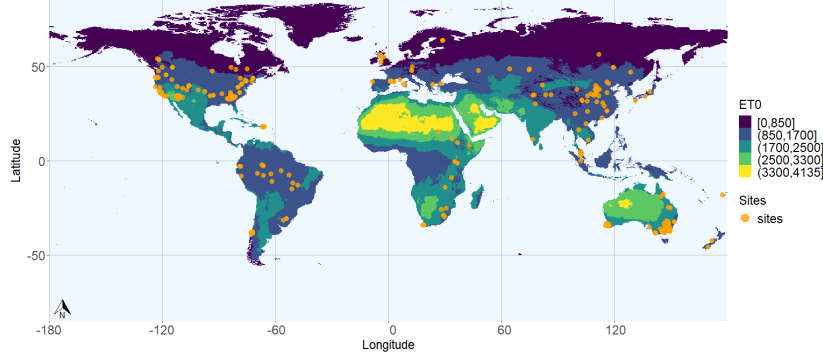 50
0
-50
Latitude
N
-180
-120
-60
0
60
120
Longitude
ET0
[0,850]
(850,1700]
(1700,2500]
(2500,3300]
(3300,4135]
Sites
sites